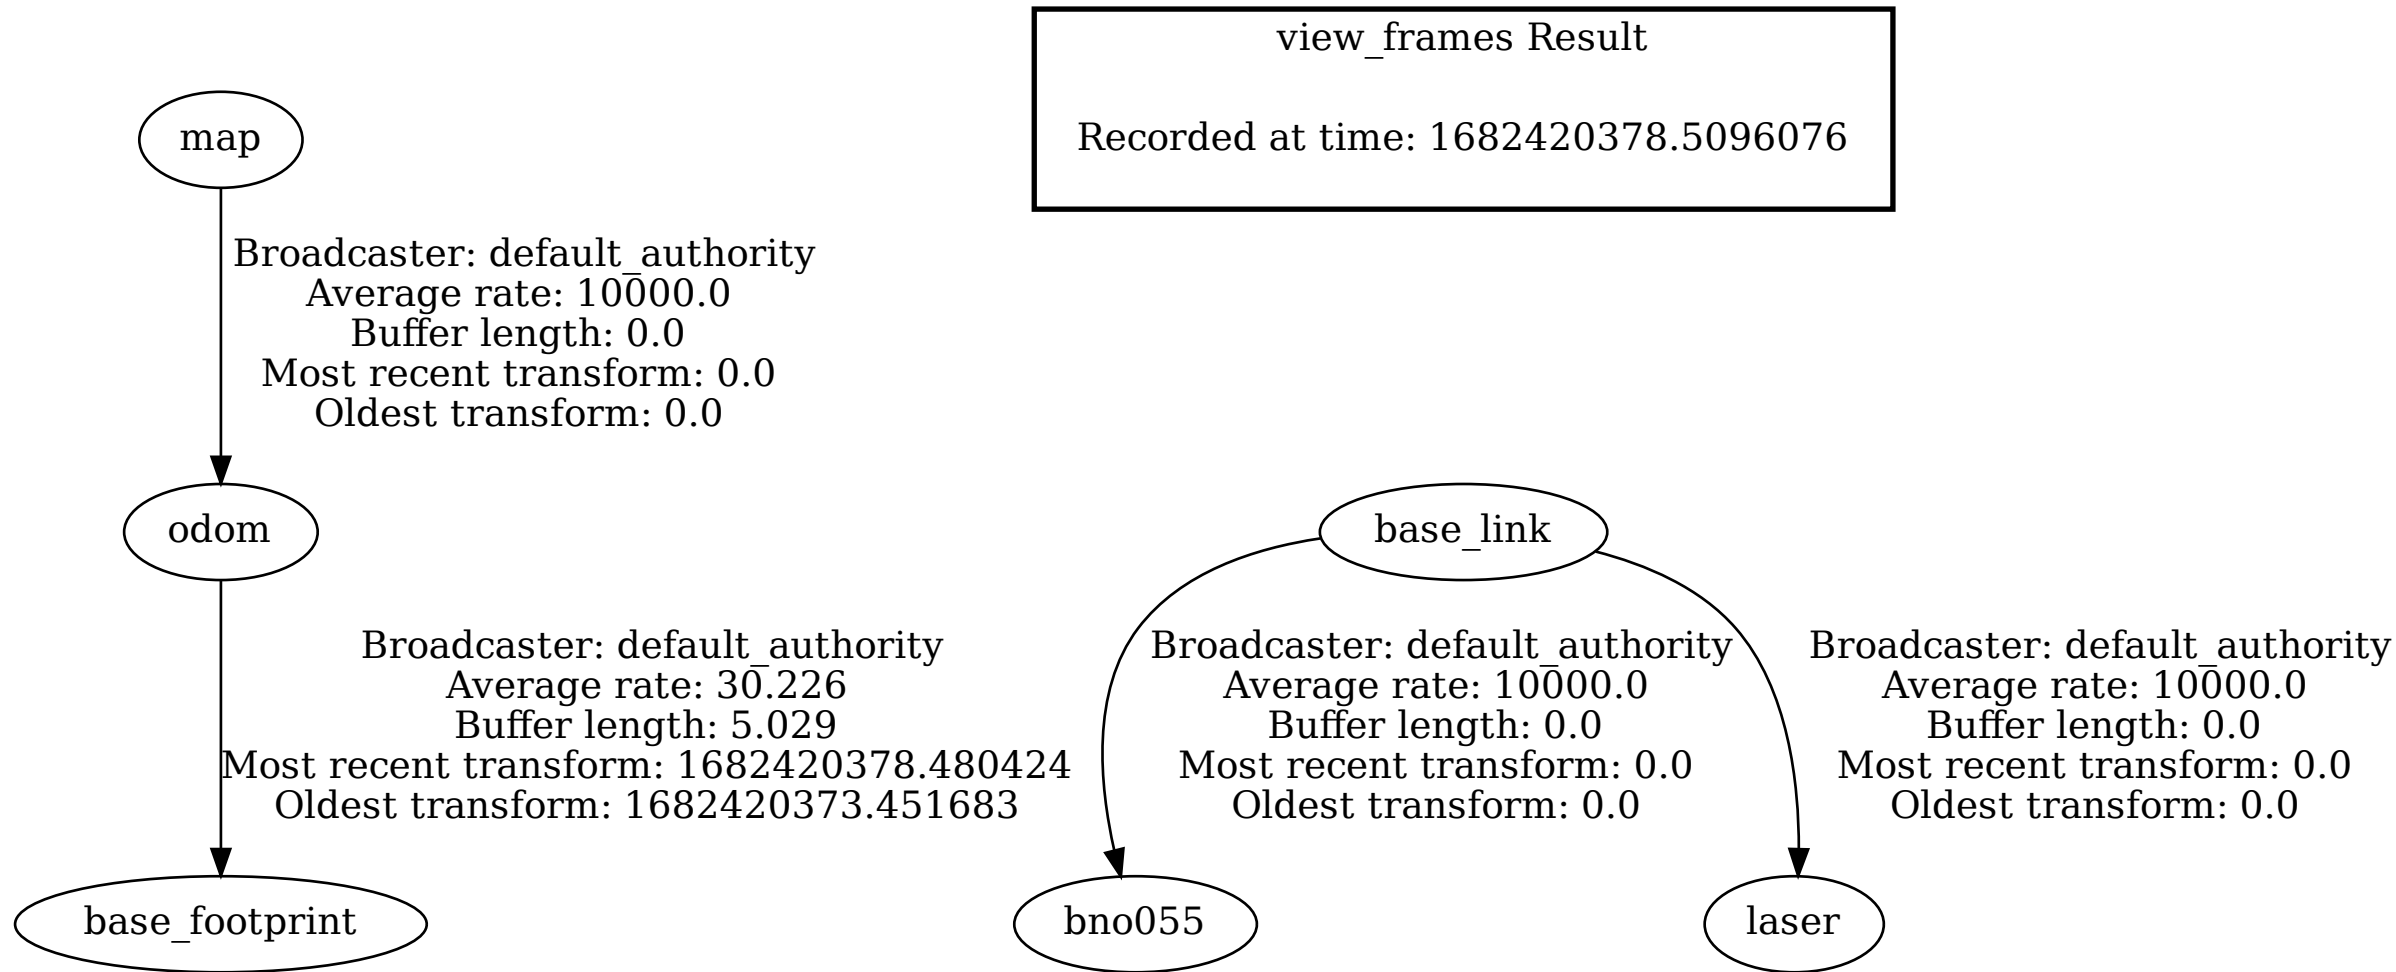 view_frames Result
Recorded at time: 1682420378.5096076
map
Broadcaster: default_authority
Average rate: 10000.0
Buffer length: 0.0
Most recent transform: 0.0
Oldest transform: 0.0
odom
Broadcaster: default_authority
Average rate: 30.226
Buffer length: 5.029
Most recent transform: 1682420378.480424
Oldest transform: 1682420373.451683
base_footprint
base_link
Broadcaster: default_authority
Average rate: 10000.0
Buffer length: 0.0
Most recent transform: 0.0
Oldest transform: 0.0
bno055
Broadcaster: default_authority
Average rate: 10000.0
Buffer length: 0.0
Most recent transform: 0.0
Oldest transform: 0.0
laser